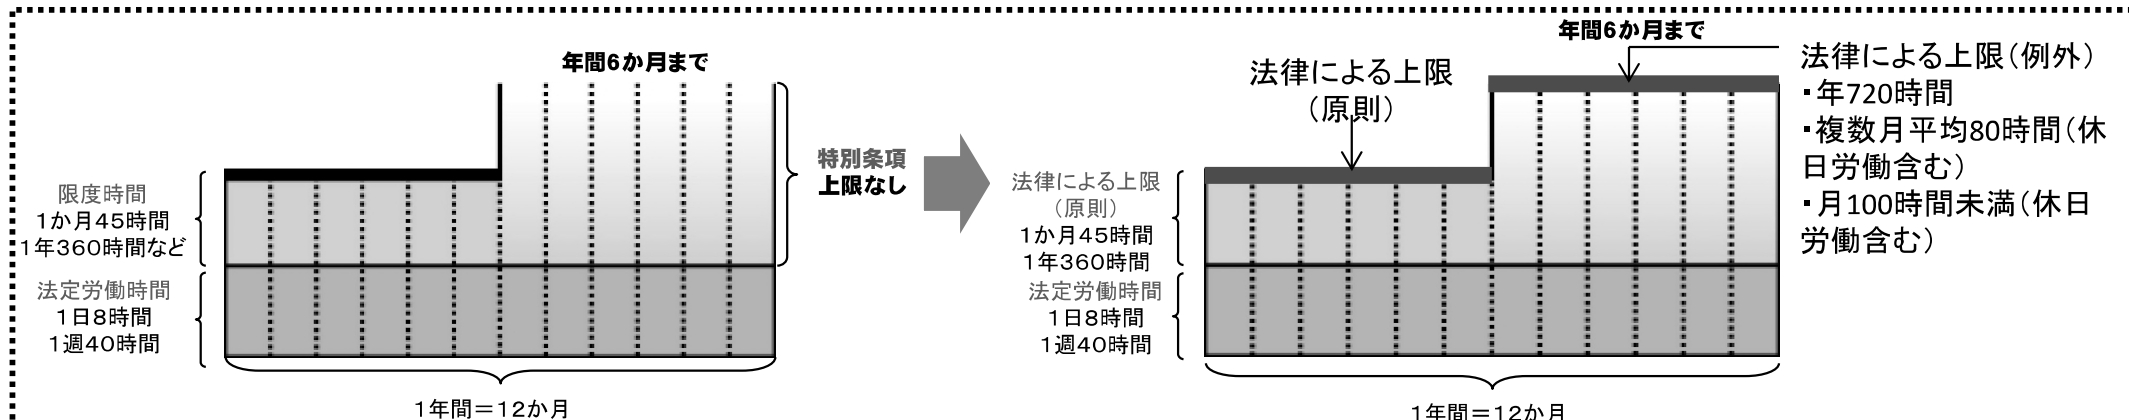 年間6か月まで
限度時間
1か月45時間
1年360時間など
法定労働時間
1日8時間
1週40時間
特別条項
上限なし
1年間＝12か月
年間6か月まで
法律による上限
（原則）
法律による上限
（原則）
1か月45時間
1年360時間
法定労働時間
1日8時間
1週40時間
法律による上限（例外）
・年720時間
・複数月平均80時間（休
日労働含む）
・月100時間未満（休日
労働含む）
1年間＝12か月